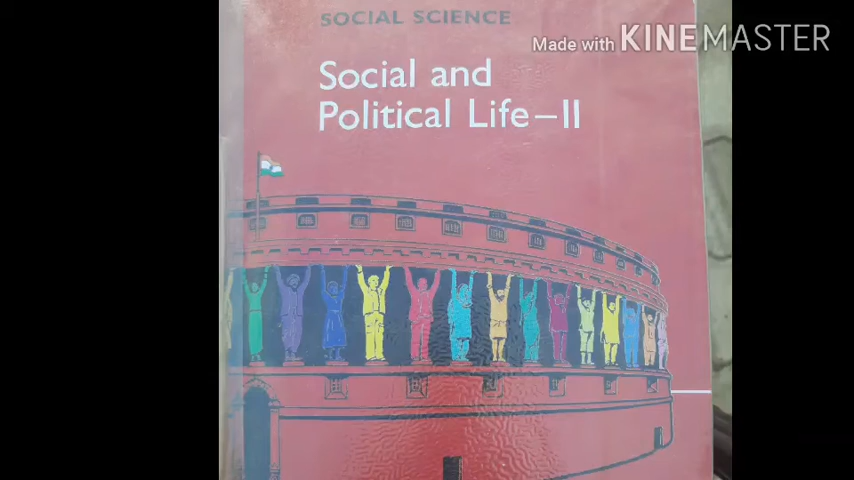 SOCIAL SCIENCE
Made with KINEMASTER
Social and
Political Life – II